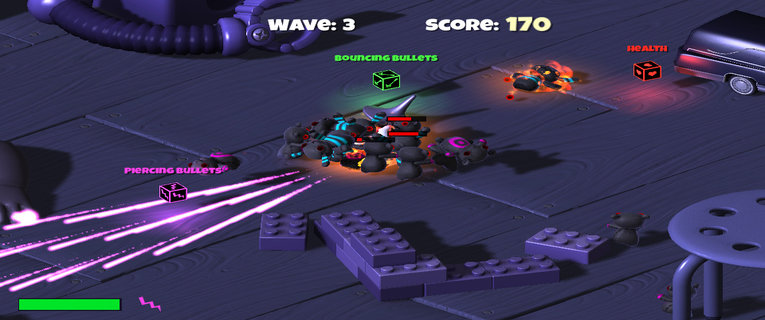 WAVE: 3
SCORE: 170
HEALTH
BOUNCING BULLETS
PIERCING BULLETS